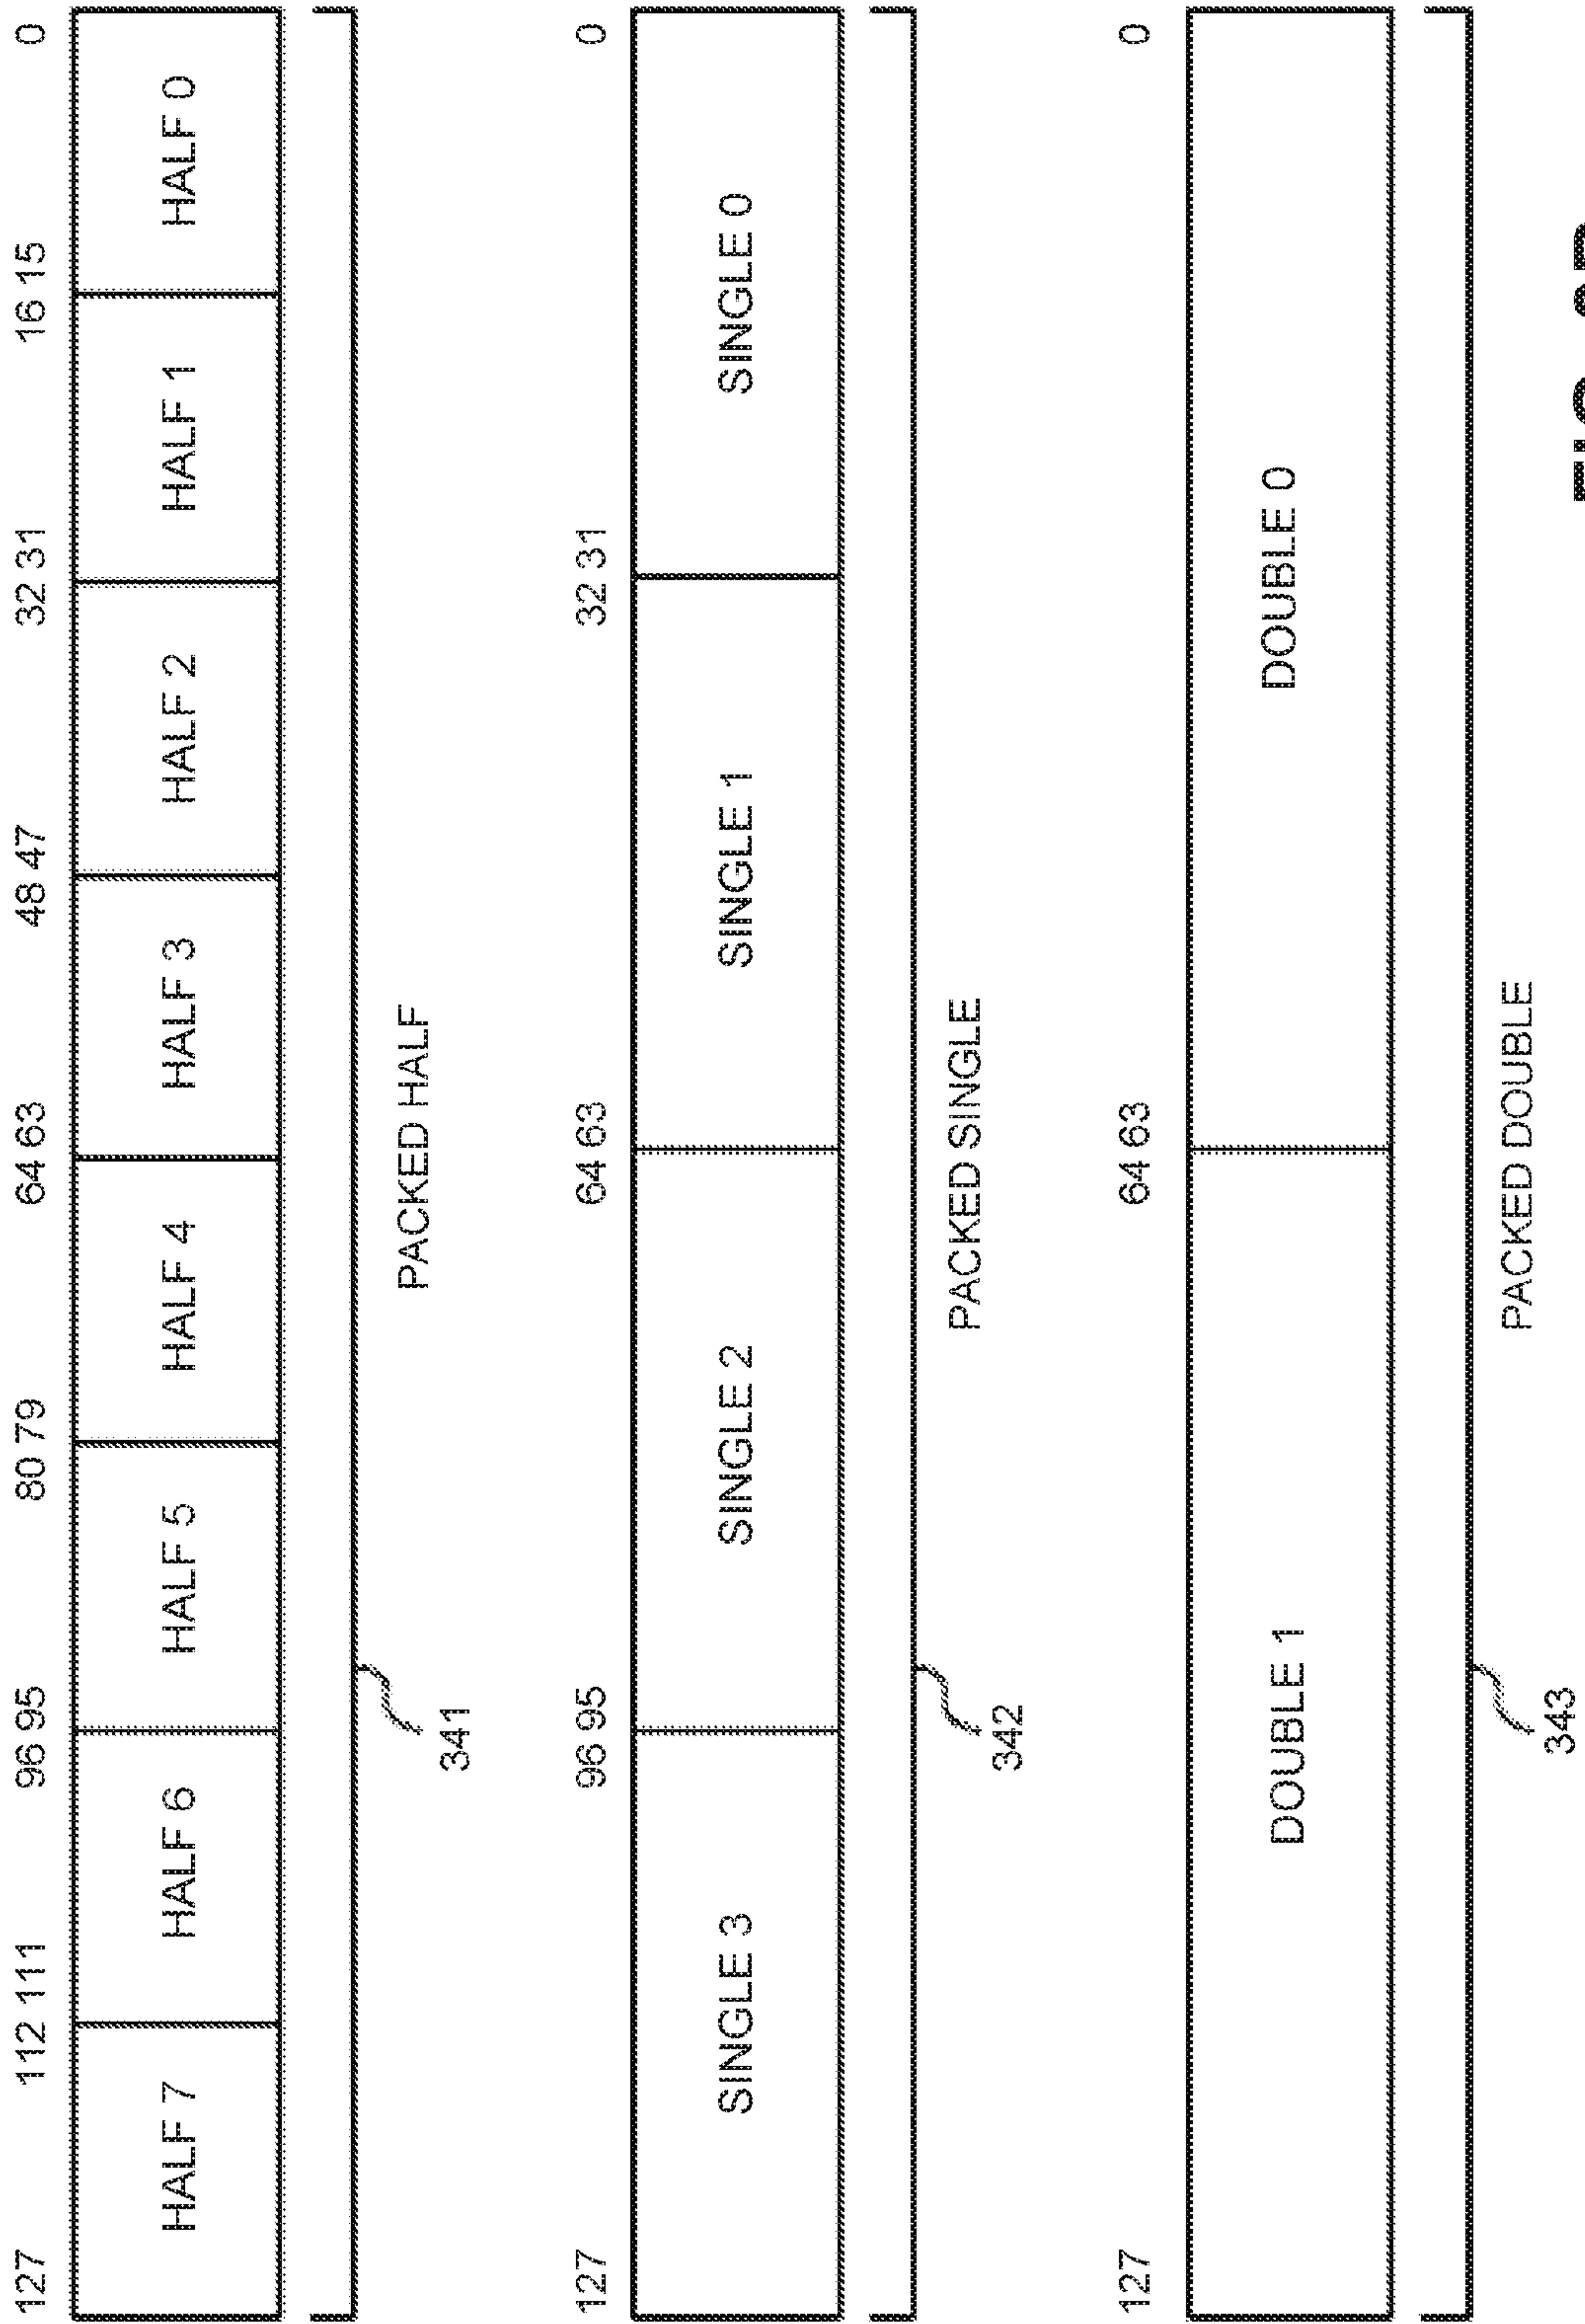 127 112 111 96 95 80 79 64 63 48 47 32 31 16 15 0
HALF 7 HALF 6 HALF 5 HALF 4 HALF 3 HALF 2 HALF 1 HALF 0
341
PACKED HALF
127 96 95 64 63 32 31 0
SINGLE 3 SINGLE 2 SINGLE 1 SINGLE 0
342
PACKED SINGLE
127 64 63 0
DOUBLE 1 DOUBLE 0
343
PACKED DOUBLE